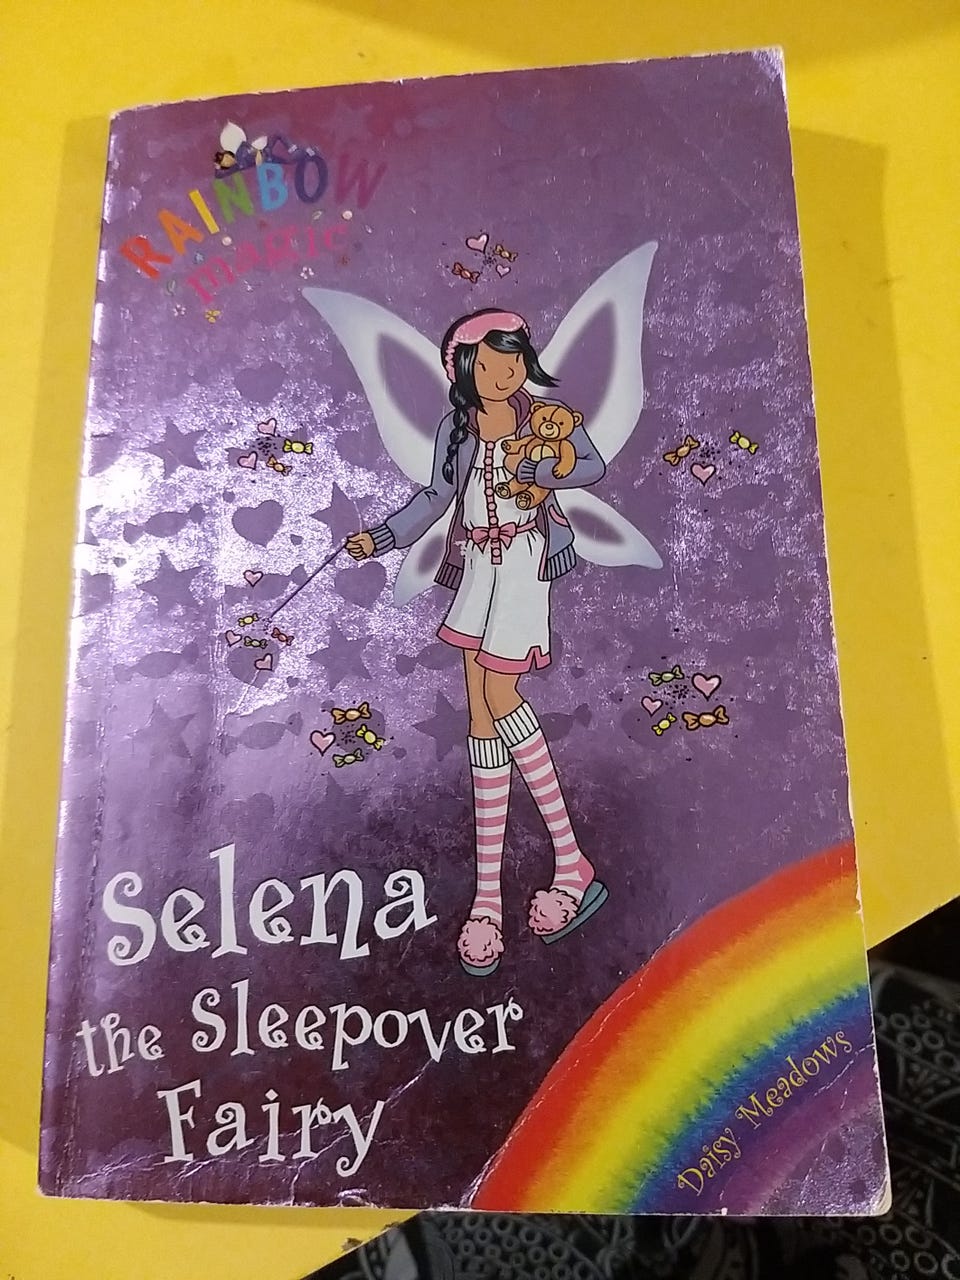 RAINBOW
magic
Selena
the Sleepover
Fairy
Daisy Meadows